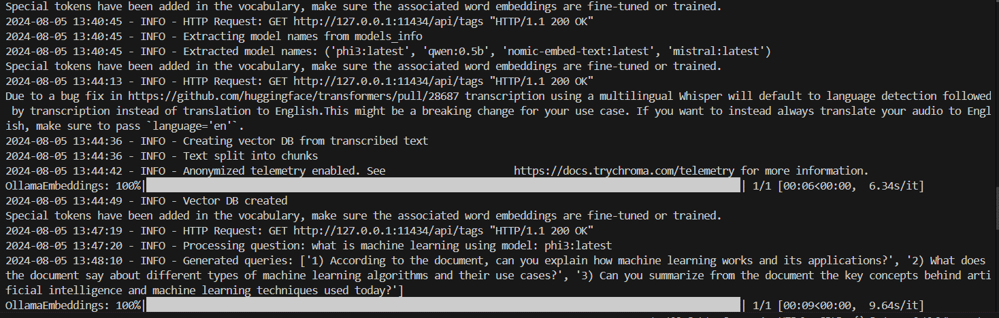 Special tokens have been added in the vocabulary, make sure the associated word embeddings are fine-tuned or trained.
2024-08-05 13:40:45 - INFO - HTTP Request: GET http://127.0.0.1:11434/api/tags "HTTP/1.1 200 OK"
2024-08-05 13:40:45 - INFO - Extracting model names from models_info
2024-08-05 13:40:45 - INFO - Extracted model names: ('phi3:latest', 'qwen:0.5b', 'nomic-embed-text:latest', 'mistral:latest')
Special tokens have been added in the vocabulary, make sure the associated word embeddings are fine-tuned or trained.
2024-08-05 13:44:13 - INFO - HTTP Request: GET http://127.0.0.1:11434/api/tags "HTTP/1.1 200 OK"
Due to a bug fix in https://github.com/huggingface/transformers/pull/28687 transcription using a multilingual Whisper will default to language detection followed
by transcription instead of translation to English.This might be a breaking change for your use case. If you want to instead always translate your audio to Engl
ish, make sure to pass `language='en'`.
2024-08-05 13:44:36 - INFO - Creating vector DB from transcribed text
2024-08-05 13:44:36 - INFO - Text split into chunks
2024-08-05 13:44:42 - INFO - Anonymized telemetry enabled. See                     https://docs.trychroma.com/telemetry for more information.
OllamaEmbeddings: 100%| | 1/1 [00:06<00:00,  6.34s/it]
2024-08-05 13:44:49 - INFO - Vector DB created
Special tokens have been added in the vocabulary, make sure the associated word embeddings are fine-tuned or trained.
2024-08-05 13:47:19 - INFO - HTTP Request: GET http://127.0.0.1:11434/api/tags "HTTP/1.1 200 OK"
2024-08-05 13:47:20 - INFO - Processing question: what is machine learning using model: phi3:latest
2024-08-05 13:48:10 - INFO - Generated queries: ['1) According to the document, can you explain how machine learning works and its applications?', '2) What does
the document say about different types of machine learning algorithms and their use cases?', '3) Can you summarize from the document the key concepts behind arti
ficial intelligence and machine learning techniques used today?']
OllamaEmbeddings: 100%| | 1/1 [00:09<00:00,  9.64s/it]